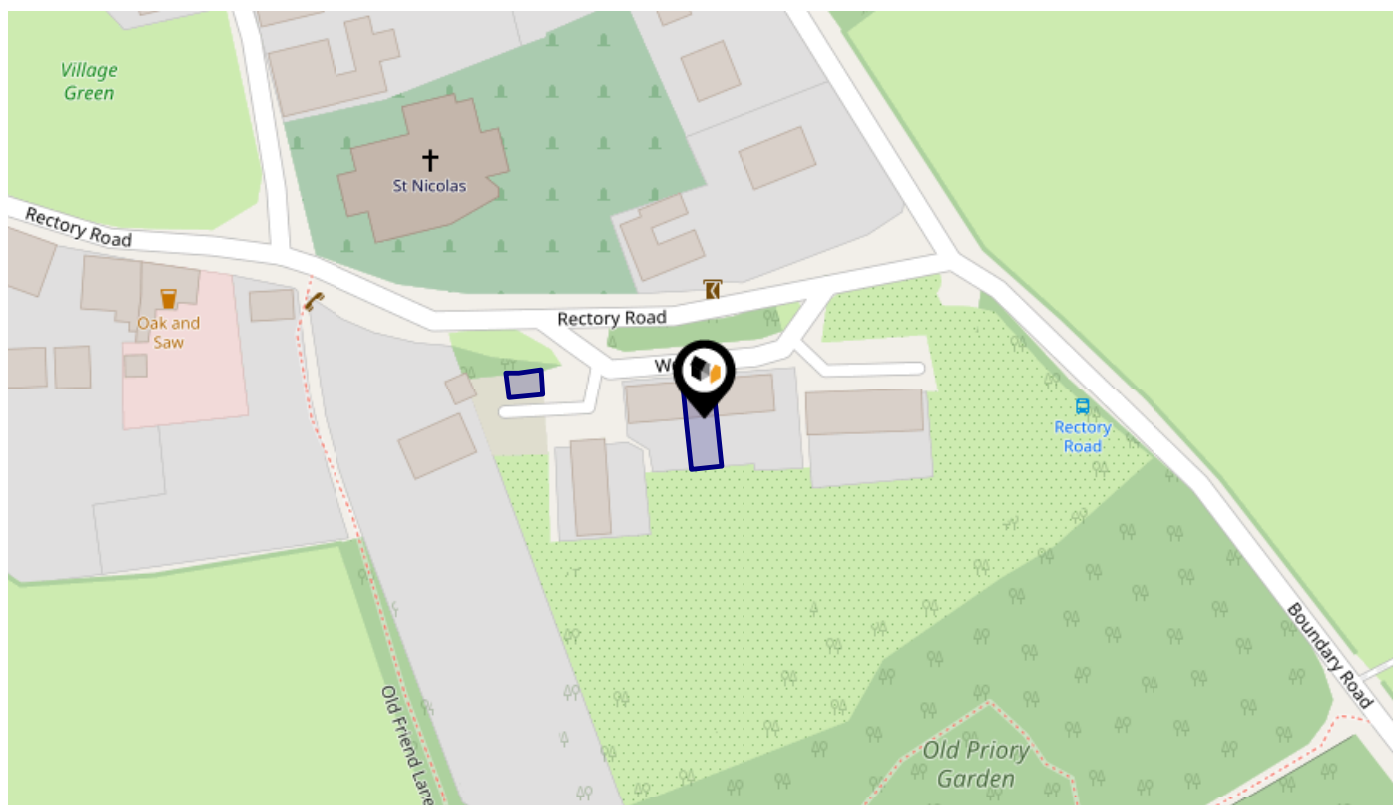 Village
Green
St Nicolas
Rectory Road
Oak and
Saw
Rectory Road
Rectory
Road
Boundary Road
Old Friend Lane
Old Priory
Garden